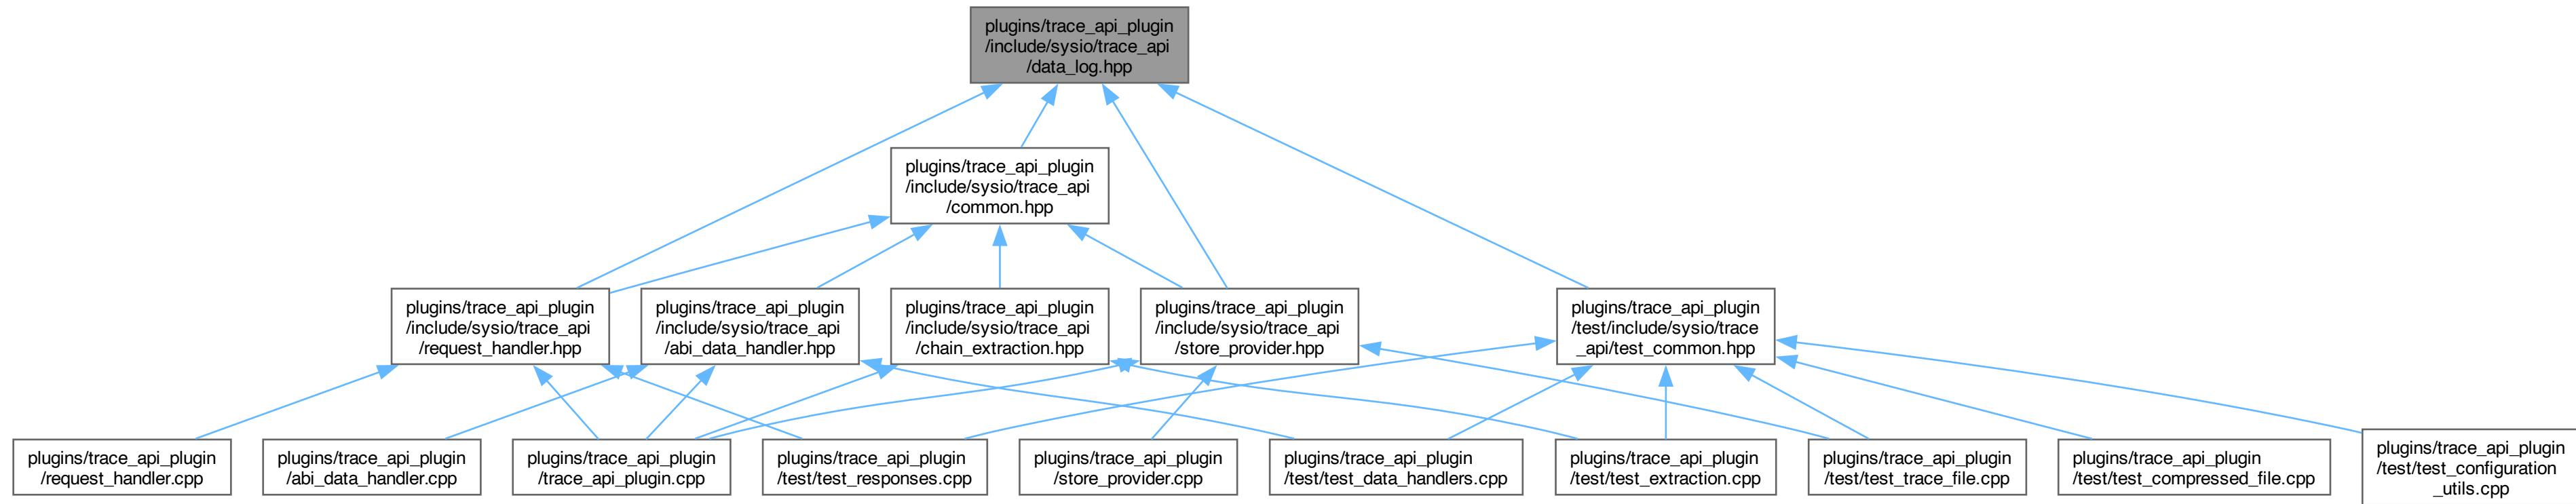 plugins/trace_api_plugin
/include/sysio/trace_api
/data_log.hpp
plugins/trace_api_plugin
/include/sysio/trace_api
/common.hpp
plugins/trace_api_plugin
/include/sysio/trace_api
/request_handler.hpp
plugins/trace_api_plugin
/include/sysio/trace_api
/abi_data_handler.hpp
plugins/trace_api_plugin
/include/sysio/trace_api
/chain_extraction.hpp
plugins/trace_api_plugin
/include/sysio/trace_api
/store_provider.hpp
plugins/trace_api_plugin
/test/include/sysio/trace
_api/test_common.hpp
plugins/trace_api_plugin
/request_handler.cpp
plugins/trace_api_plugin
/abi_data_handler.cpp
plugins/trace_api_plugin
/trace_api_plugin.cpp
plugins/trace_api_plugin
/test/test_responses.cpp
plugins/trace_api_plugin
/store_provider.cpp
plugins/trace_api_plugin
/test/test_data_handlers.cpp
plugins/trace_api_plugin
/test/test_extraction.cpp
plugins/trace_api_plugin
/test/test_trace_file.cpp
plugins/trace_api_plugin
/test/test_compressed_file.cpp
plugins/trace_api_plugin
/test/test_configuration
_utils.cpp